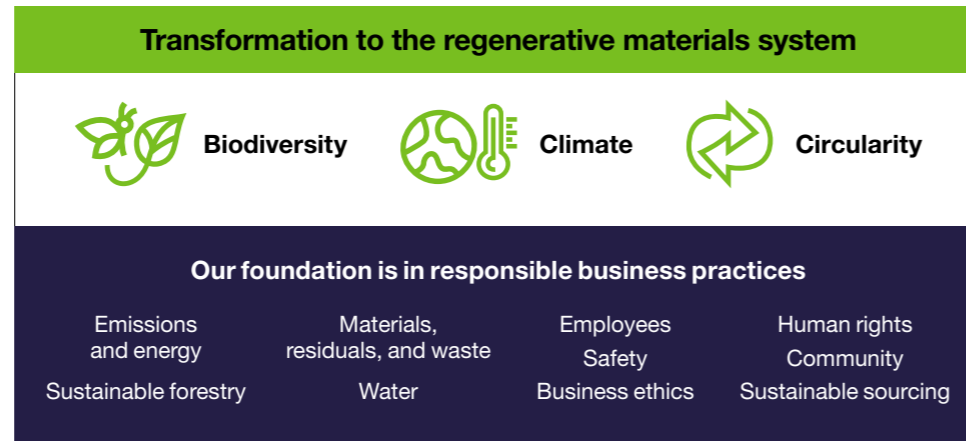 Transformation to the regenerative materials system
Biodiversity
Climate
Circularity
Our foundation is in responsible business practices
Emissions
and energy
Sustainable forestry
Materials,
residuals, and waste
Water
Employees
Safety
Business ethics
Human rights
Community
Sustainable sourcing